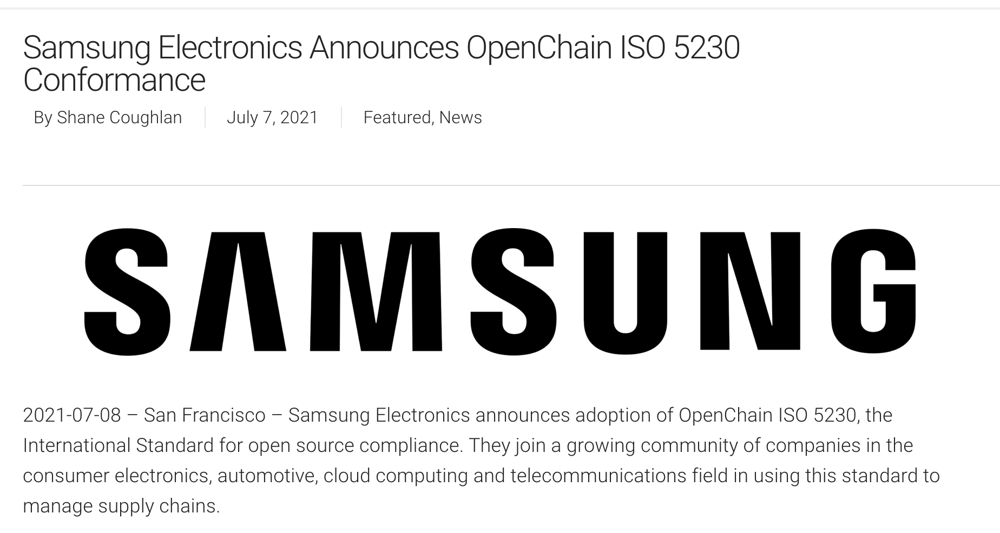 Samsung Electronics Announces OpenChain ISO 5230
Conformance
By Shane Coughlan
July 7, 2021
Featured, News
SAMSUNG
2021-07-08 – San Francisco – Samsung Electronics announces adoption of OpenChain ISO 5230, the
International Standard for open source compliance. They join a growing community of companies in the
consumer electronics, automotive, cloud computing and telecommunications field in using this standard to
manage supply chains.